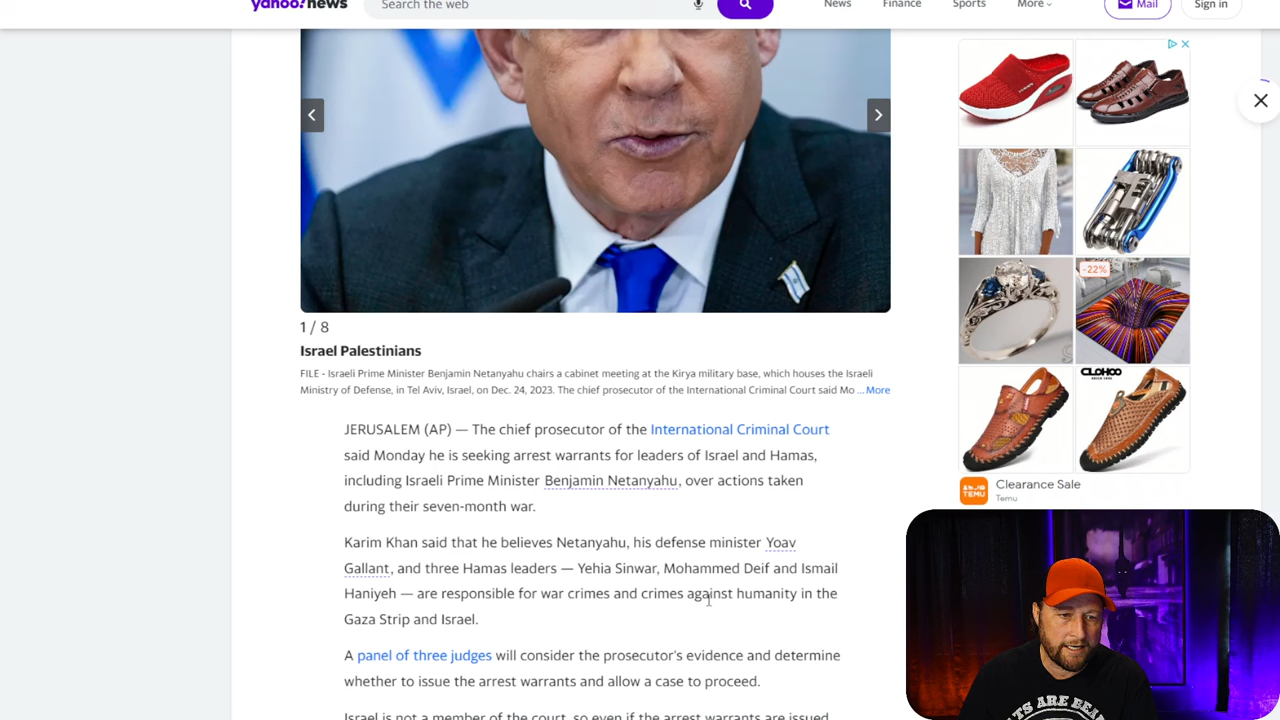 yahoo!news
Search the web
News
Finance
Sports
More
Mail
Sign in
-22%
CLOHOO
1 / 8
Israel Palestinians
FILE - Israeli Prime Minister Benjamin Netanyahu chairs a cabinet meeting at the Kirya military base, which houses the Israeli
Ministry of Defense, in Tel Aviv, Israel, on Dec. 24, 2023. The chief prosecutor of the International Criminal Court said Mo ... More
JERUSALEM (AP) — The chief prosecutor of the International Criminal Court
said Monday he is seeking arrest warrants for leaders of Israel and Hamas,
including Israeli Prime Minister Benjamin Netanyahu, over actions taken
during their seven-month war.
Karim Khan said that he believes Netanyahu, his defense minister Yoav
Gallant, and three Hamas leaders — Yehia Sinwar, Mohammed Deif and Ismail
Haniyeh — are responsible for war crimes and crimes against humanity in the
Gaza Strip and Israel.
A panel of three judges will consider the prosecutor's evidence and determine
whether to issue the arrest warrants and allow a case to proceed.
Israel is not a member of the court, so even if the arrest warrants are issued,
TEMU
Clearance Sale
Temu
ARE